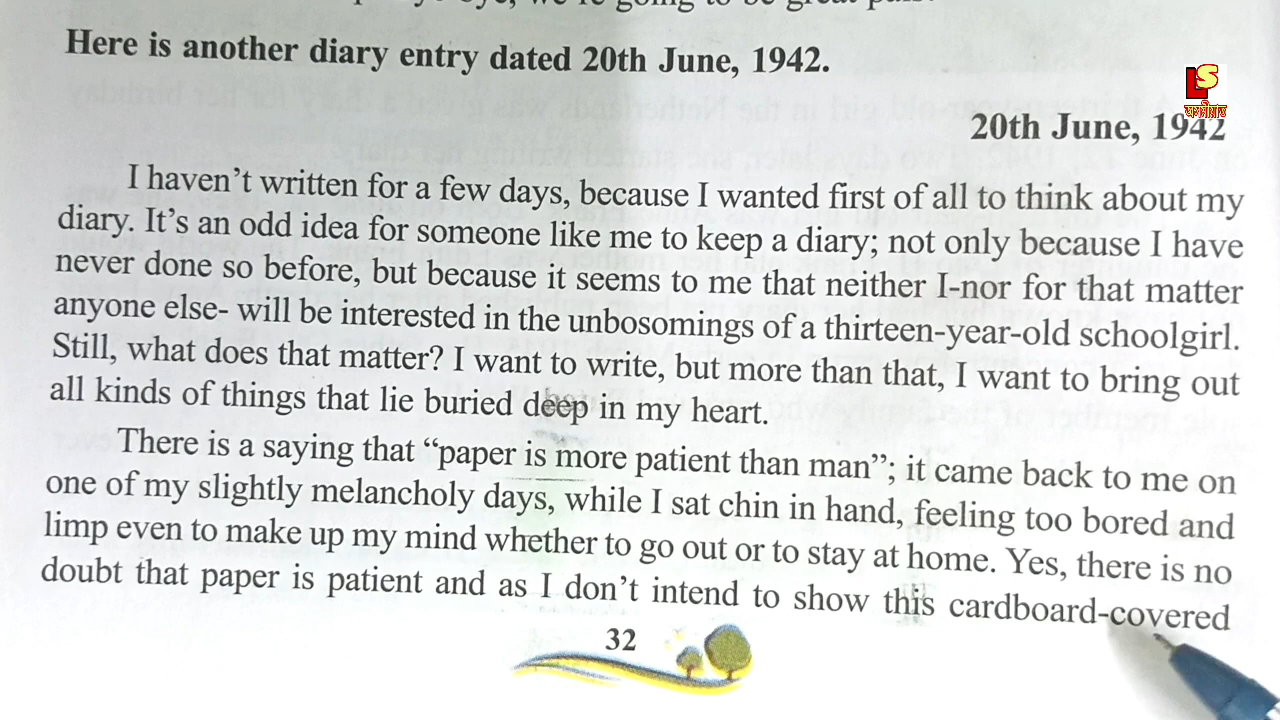 Here is another diary entry dated 20th June, 1942.
LS
20th June, 1942
I haven't written for a few days, because I wanted first of all to think about my
diary. It's an odd idea for someone like me to keep a diary; not only because I have
never done so before, but because it seems to me that neither I-nor for that matter
anyone else- will be interested in the unbosomings of a thirteen-year-old schoolgirl.
Still, what does that matter? I want to write, but more than that, I want to bring out
all kinds of things that lie buried deep in my heart.
There is a saying that “paper is more patient than man”; it came back to me on
one of my slightly melancholy days, while I sat chin in hand, feeling too bored and
limp even to make up my mind whether to go out or to stay at home. Yes, there is no
doubt that paper is patient and as I don't intend to show this cardboard-covered
32